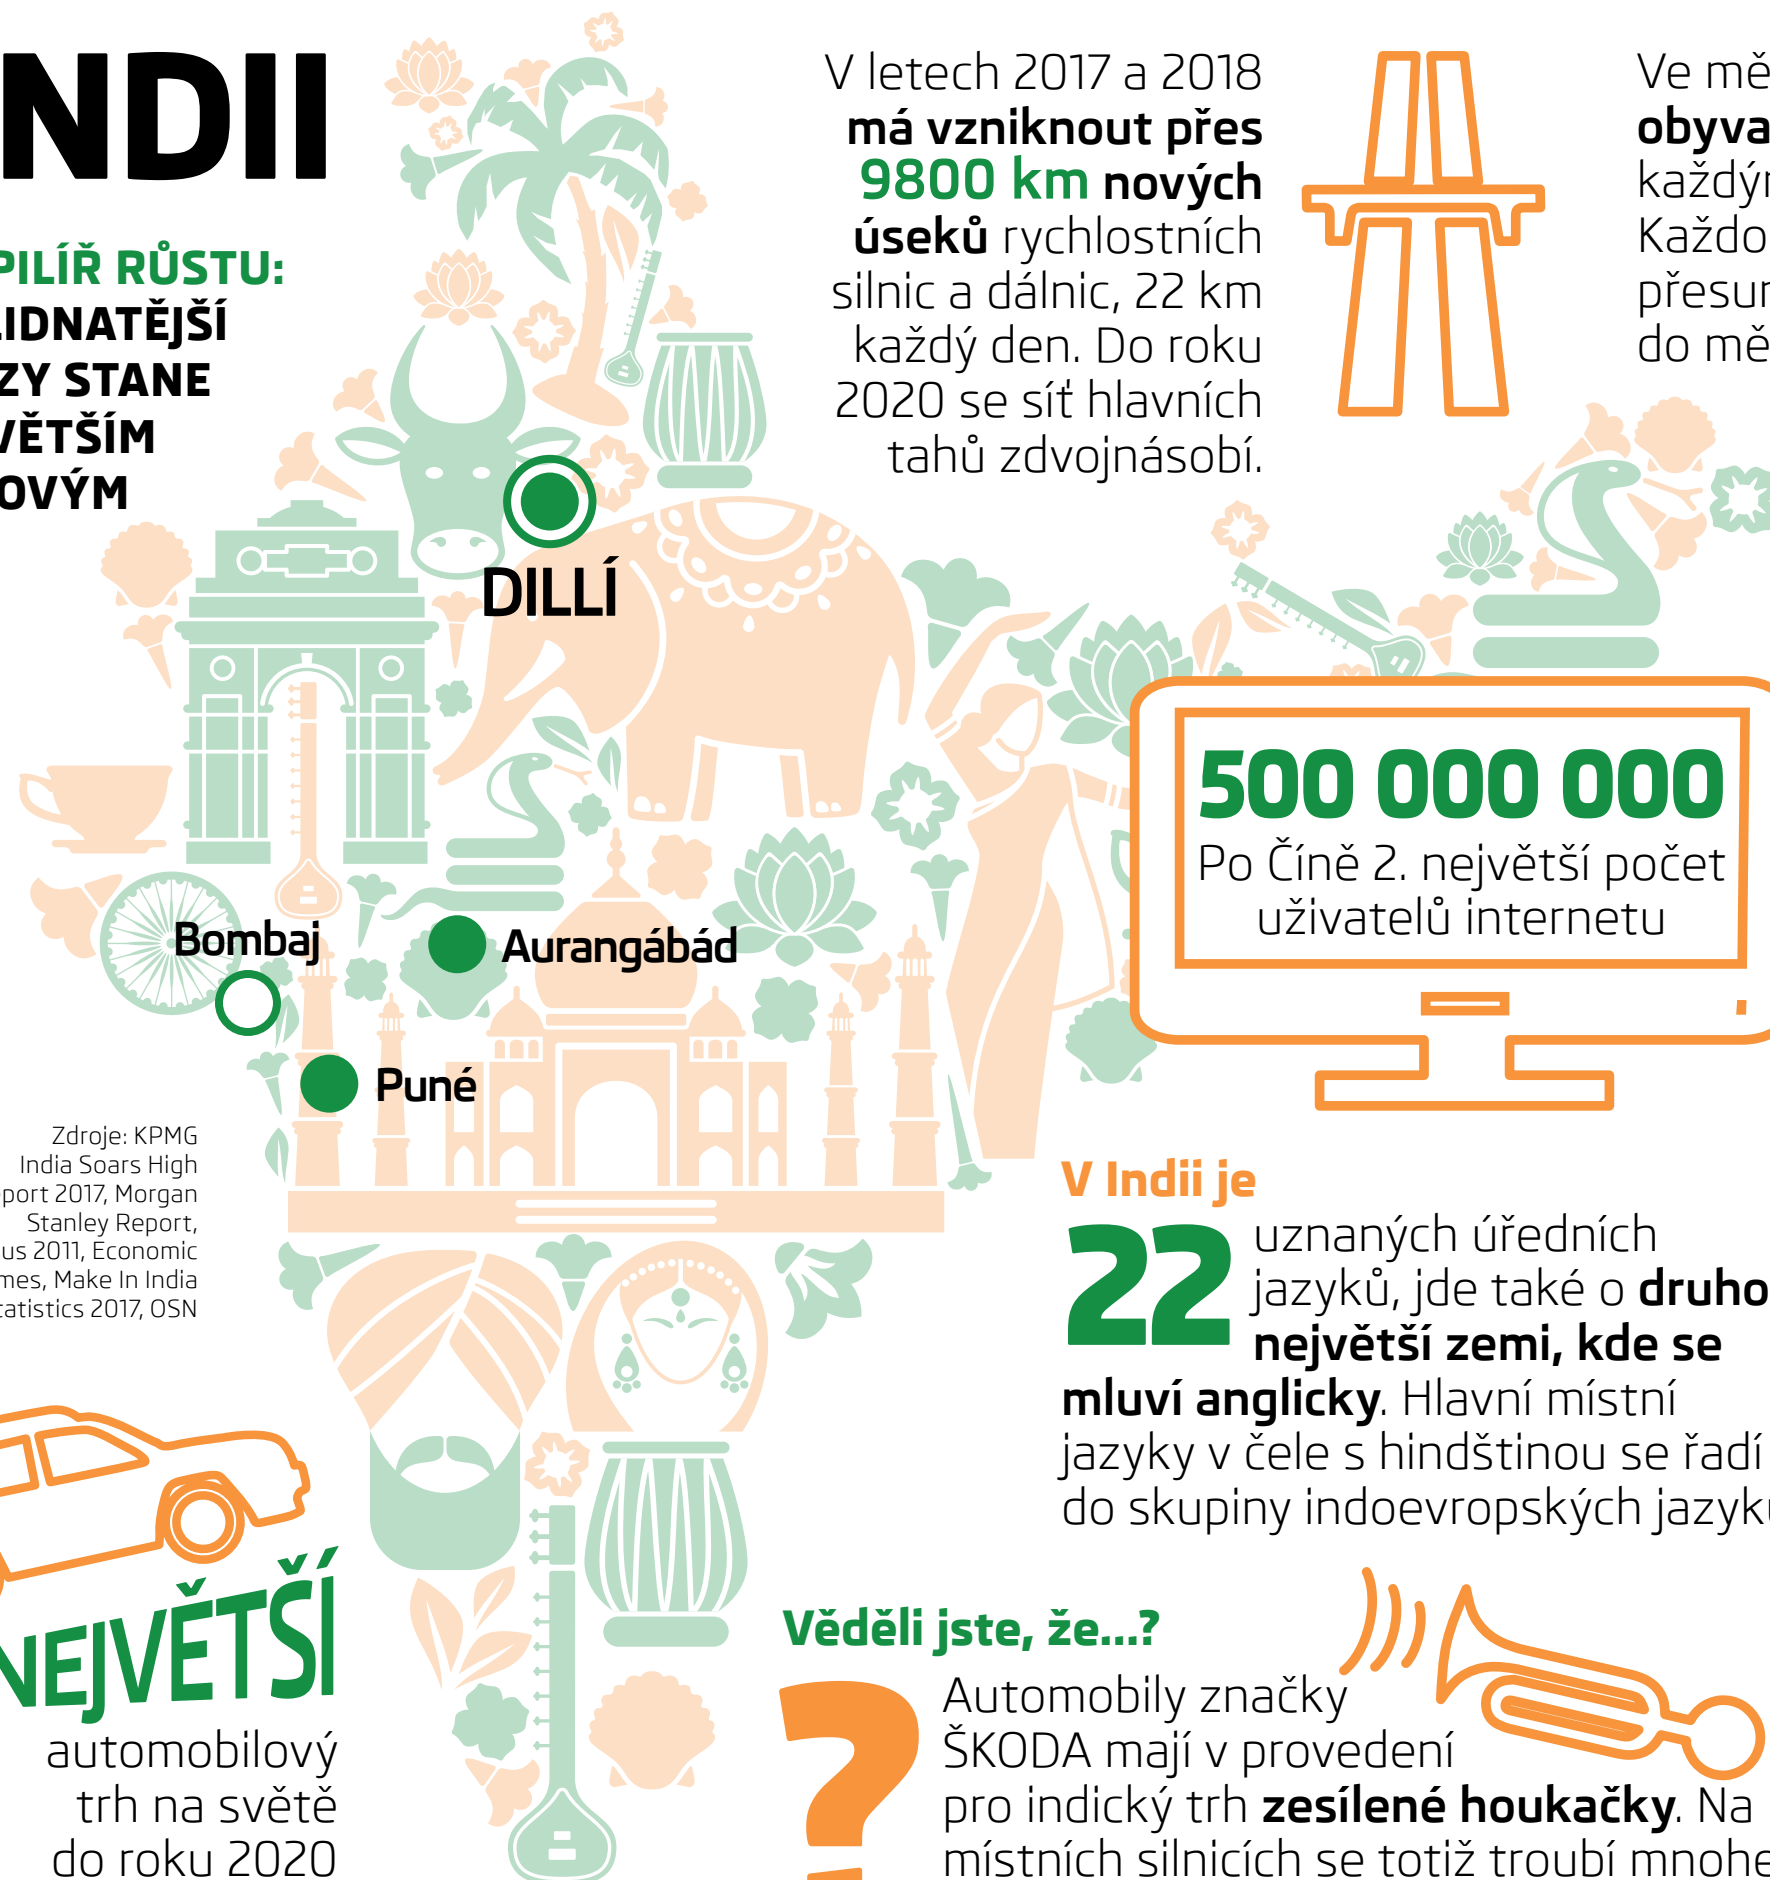 NDII
PILÍŘ RŮSTU:
LIDNATĚJŠÍ
ZY STANE
VĚTŠÍM
OVÝM
V letech 2017 a 2018
má vzniknout přes
9800 km nových
úseků rychlostních
silnic a dálnic, 22 km
každý den. Do roku
2020 se síť hlavních
tahů zdvojnásobí.
Ve mě
obyva
každý
Každo
přesu
do mě
DILLÍ
Bombaj
Aurangábád
Puné
500 000 000
Po Číně 2. největší počet
uživatelů internetu
Zdroje: KPMG
India Soars High
port 2017, Morgan
Stanley Report,
us 2011, Economic
mes, Make In India
tatistics 2017, OSN
V Indii je
22 uznaných úředních
jazyků, jde také o druho
největší zemi, kde se
mluví anglicky. Hlavní místní
jazyky v čele s hindštinou se řadí
do skupiny indoevropských jazyků
NEJVĚTŠÍ
automobilový
trh na světě
do roku 2020
Věděli jste, že...?
?
Automobily značky
ŠKODA mají v provedení
pro indický trh zesílené houkačky. Na
místních silnicích se totiž troubí mnohe